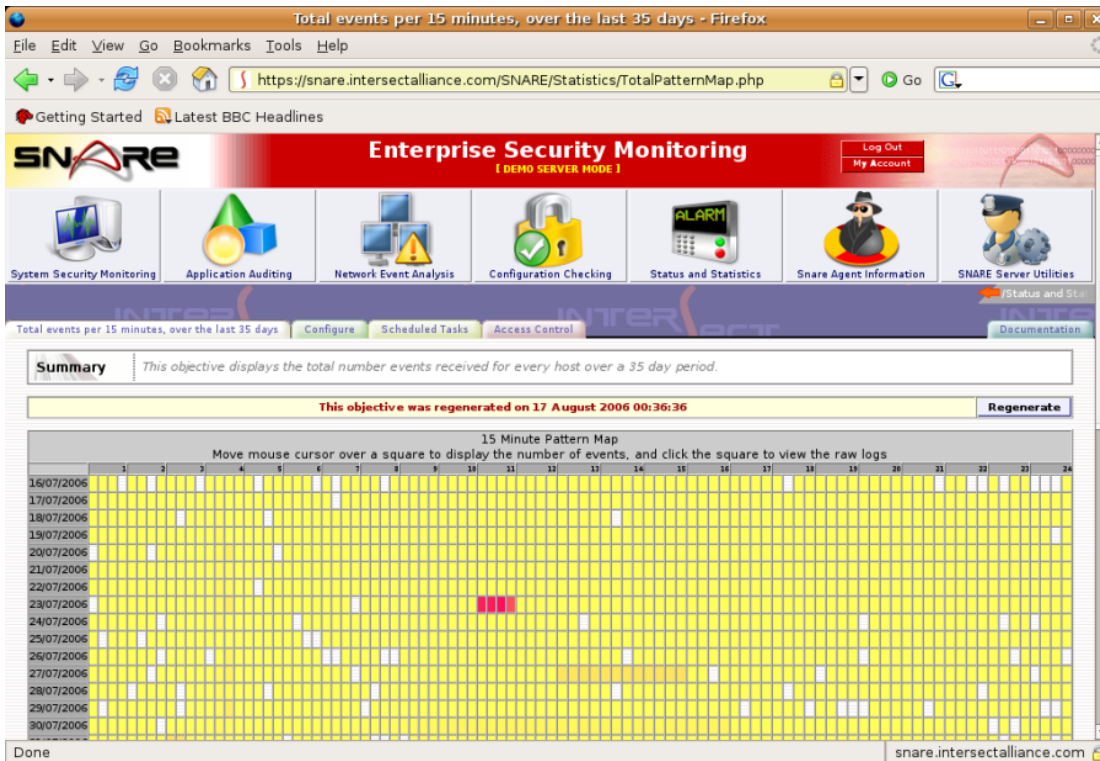 Total events per 15 minutes, over the last 35 days - Firefox
File Edit View Go Bookmarks Tools Help
https://snare.intersectalliance.com/SNARE/Statistics/TotalPatternMap.php Go G
Getting Started Latest BBC Headlines
SNARE Enterprise Security Monitoring Log Out
[ DEMO SERVER MODE ] My Account
ALARM
System Security Monitoring Application Auditing Network Event Analysis Configuration Checking Status and Statistics Snare Agent Information SNARE Server Utilities
/Status and Stat
INTERSECT
Total events per 15 minutes, over the last 35 days Configure Scheduled Tasks Access Control Documentation
Summary This objective displays the total number events received for every host over a 35 day period.
This objective was regenerated on 17 August 2006 00:36:36 Regenerate
15 Minute Pattern Map
Move mouse cursor over a square to display the number of events, and click the square to view the raw logs
1 2 3 4 5 6 7 8 9 10 11 12 13 14 15 16 17 18 19 20 21 22 23 24
16/07/2006
17/07/2006
18/07/2006
19/07/2006
20/07/2006
21/07/2006
22/07/2006
23/07/2006
24/07/2006
25/07/2006
26/07/2006
27/07/2006
28/07/2006
29/07/2006
30/07/2006
Done snare.intersectalliance.com